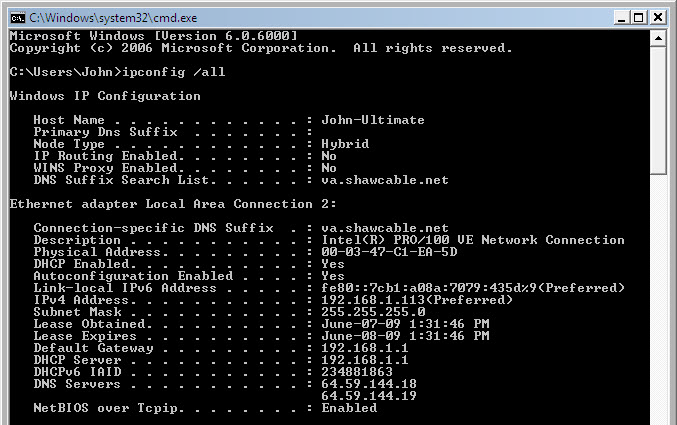 C:\Windows\system32\cmd.exe
Microsoft Windows [Version 6.0.6000]
Copyright (c) 2006 Microsoft Corporation.  All rights reserved.
C:\Users\John>ipconfig /all
Windows IP Configuration
   Host Name . . . . . . . . . . . . : John-Ultimate
   Primary Dns Suffix  . . . . . . . :
   Node Type . . . . . . . . . . . . : Hybrid
   IP Routing Enabled. . . . . . . . : No
   WINS Proxy Enabled. . . . . . . . : No
   DNS Suffix Search List. . . . . . : va.shawcable.net
Ethernet adapter Local Area Connection 2:
   Connection-specific DNS Suffix  . : va.shawcable.net
   Description . . . . . . . . . . . : Intel(R) PRO/100 VE Network Connection
   Physical Address. . . . . . . . . : 00-03-47-C1-EA-5D
   DHCP Enabled. . . . . . . . . . . : Yes
   Autoconfiguration Enabled . . . . : Yes
   Link-local IPv6 Address . . . . . : fe80::7cb1:a08a:7079:435d%9(Preferred)
   IPv4 Address. . . . . . . . . . . : 192.168.1.113(Preferred)
   Subnet Mask . . . . . . . . . . . : 255.255.255.0
   Lease Obtained. . . . . . . . . . : June-07-09 1:31:46 PM
   Lease Expires . . . . . . . . . . : June-08-09 1:31:46 PM
   Default Gateway . . . . . . . . . : 192.168.1.1
   DHCP Server . . . . . . . . . . . : 192.168.1.1
   DHCPv6 IAID . . . . . . . . . . . : 234881863
   DNS Servers . . . . . . . . . . . : 64.59.144.18
                                       64.59.144.19
   NetBIOS over Tcpip. . . . . . . . : Enabled